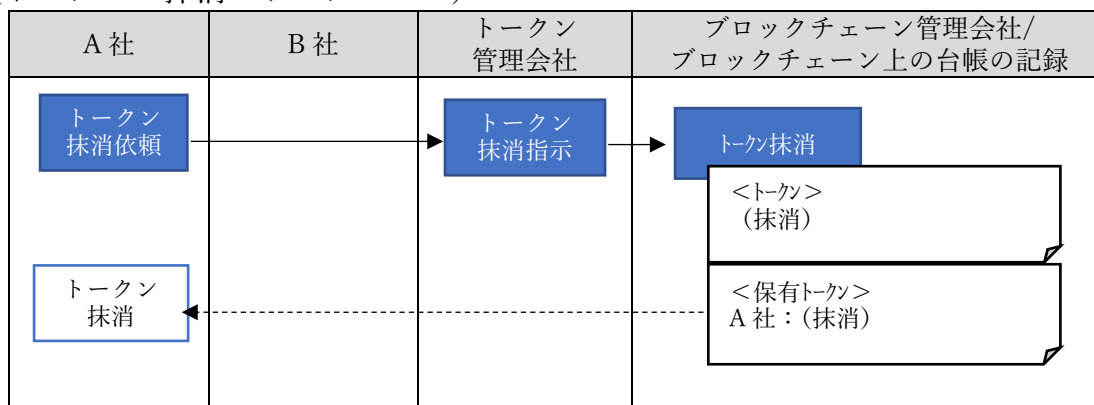 A社
B社
トークン
管理会社
ブロックチェーン管理会社/
ブロックチェーン上の台帳の記録
トークン
抹消依頼
トークン
抹消指示
トークン抹消
＜トークン＞
（抹消）
トークン
抹消
＜保有トークン＞
A社：（抹消）